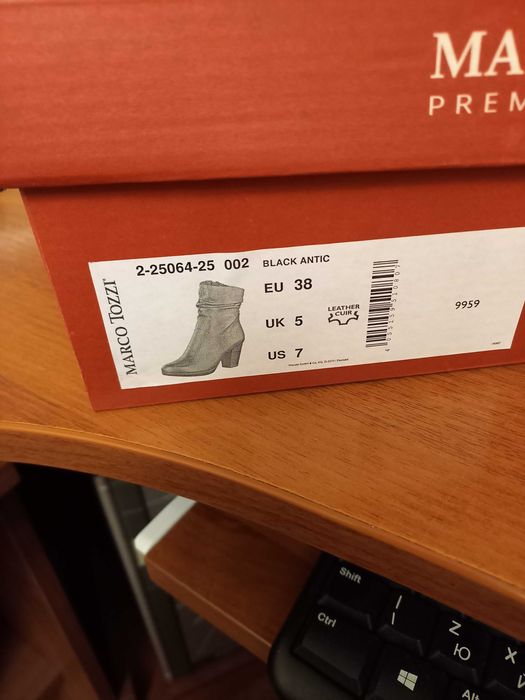 MA
PREM
2-25064-25 002 BLACK ANTIC
MARCO TOZZI
EU 38
UK 5
US 7
LEATHER
CUIR
9959
Shift
Ctrl
Z
Ю
X
Alt